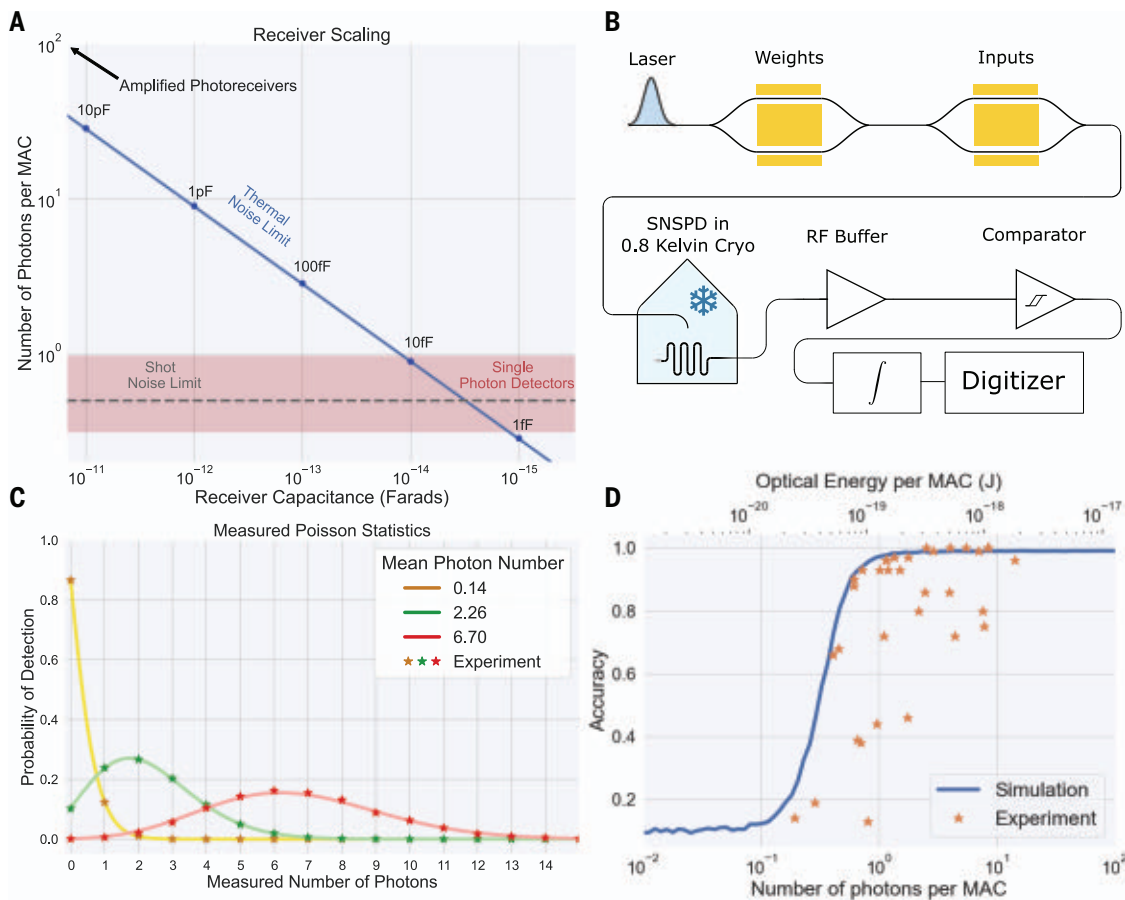 A
Receiver Scaling
10^2
Amplified Photoreceivers
10pF
Number of Photons per MAC
10^1
1pF
Thermal
Noise Limit
100fF
10^0
10fF
Shot
Noise Limit
Single
Photon Detectors
1fF
10^-11 10^-12 10^-13 10^-14 10^-15
Receiver Capacitance (Farads)
B
Laser
Weights
Inputs
SNSPD in
0.8 Kelvin Cryo
RF Buffer
Comparator
∫
Digitizer
C
Measured Poisson Statistics
Probability of Detection
1.0
0.8
0.6
0.4
0.2
0.0
Mean Photon Number
0.14
2.26
6.70
Experiment
0 1 2 3 4 5 6 7 8 9 10 11 12 13 14
Measured Number of Photons
D
Optical Energy per MAC (J)
10^-20 10^-19 10^-18 10^-17
Accuracy
1.0
0.8
0.6
0.4
0.2
Simulation
Experiment
10^-2 10^-1 10^0 10^1 10^2
Number of photons per MAC